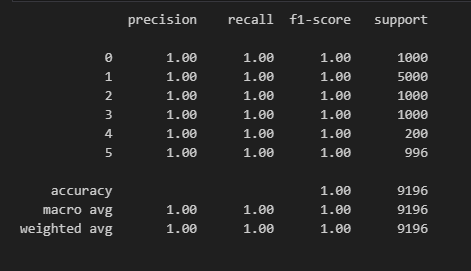 precision recall f1-score support
0 1.00 1.00 1.00 1000
1 1.00 1.00 1.00 5000
2 1.00 1.00 1.00 1000
3 1.00 1.00 1.00 1000
4 1.00 1.00 1.00 200
5 1.00 1.00 1.00 996
accuracy 1.00 9196
macro avg 1.00 1.00 1.00 9196
weighted avg 1.00 1.00 1.00 9196